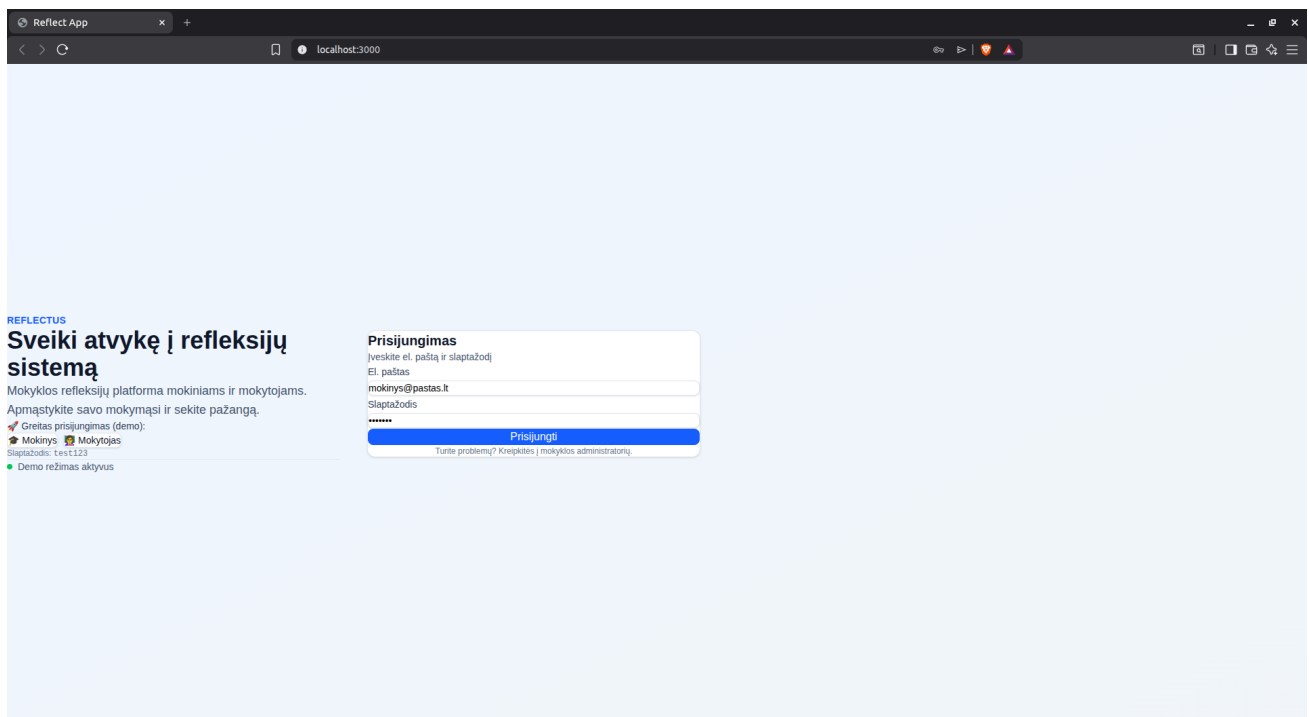 Reflect App
localhost:3000
REFLECTUS
Sveiki atvykę į refleksijų
sistemą
Mokyklos refleksijų platforma mokiniams ir mokytojams.
Apmąstykite savo mokymąsi ir sekite pažangą.
🚀 Greitas prisijungimas (demo):
🎓 Mokinys 👩‍🏫 Mokytojas
Slaptažodis: test123
Demo režimas aktyvus
Prisijungimas
Įveskite el. paštą ir slaptažodį
El. paštas
mokinys@pastas.lt
Slaptažodis
•••••••
Prisijungti
Turite problemų? Kreipkitės į mokyklos administratorių.